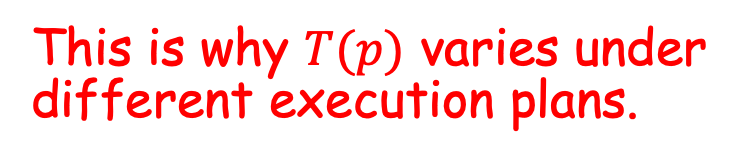 This is why T(p) varies under
different execution plans.